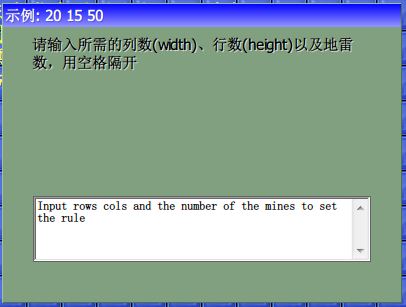 示例: 20 15 50
请输入所需的列数(width)、行数(height)以及地雷
数，用空格隔开
Input rows cols and the number of the mines to set
the rule